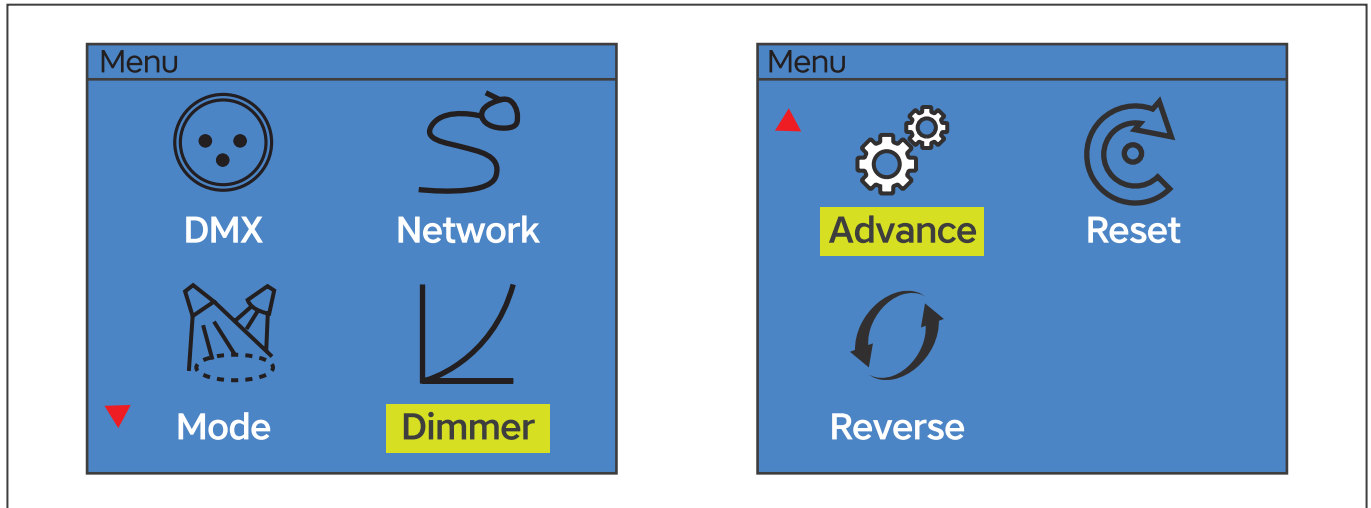 Menu
DMX
Network
Mode
Dimmer
Menu
Advance
Reset
Reverse